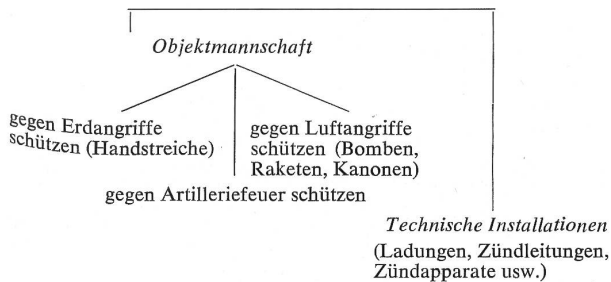 Objektmannschaft
gegen Erdangriffe
schützen (Handstreiche)
gegen Luftangriffe
schützen (Bomben,
Raketen, Kanonen)
gegen Artilleriefeuer schützen
Technische Installationen
(Ladungen, Zündleitungen,
Zündapparate usw.)